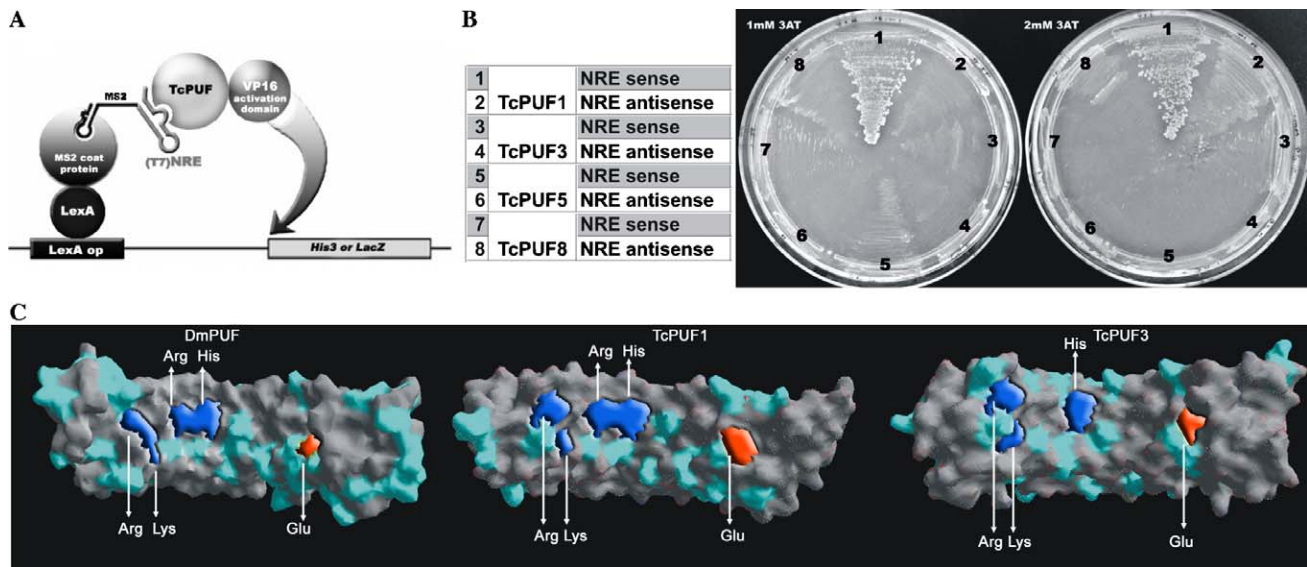 A
TcPUF
VP16
activation
domain
MS2
MS2 coat
protein
(T7)NRE
LexA
LexA op
His3 or LacZ
B
1 NRE sense
2 TcPUF1 NRE antisense
3 NRE sense
4 TcPUF3 NRE antisense
5 NRE sense
6 TcPUF5 NRE antisense
7 NRE sense
8 TcPUF8 NRE antisense
1mM 3AT
1
2
3
4
5
6
7
8
2mM 3AT
1
2
3
4
5
6
7
8
C
DmPUF
Arg His
Arg Lys
Glu
TcPUF1
Arg His
Arg Lys
Glu
TcPUF3
His
Arg Lys
Glu